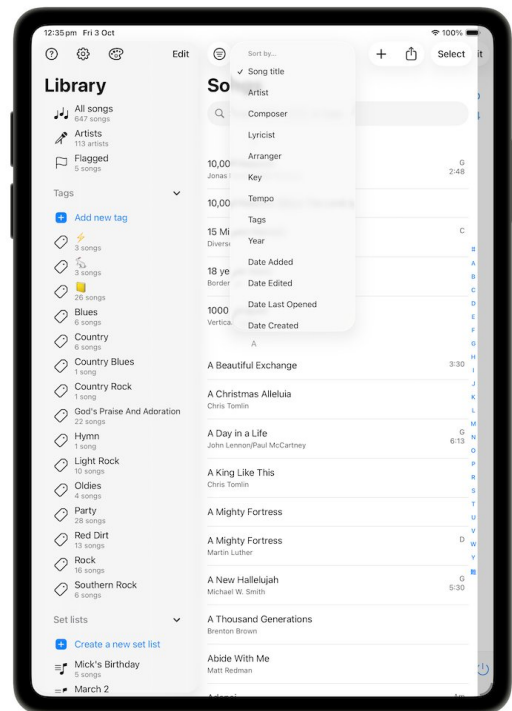 12:35 pm Fri 3 Oct
100%
Edit
Sort by...
Select
it
Library
So
✓ Song title
Artist
Composer
Lyricist
Arranger
Key
Tempo
Tags
Year
Date Added
Date Edited
Date Last Opened
Date Created
All songs
647 songs
Artists
113 artists
Flagged
5 songs
Tags
Add new tag
3 songs
3 songs
26 songs
Blues
6 songs
Country
6 songs
Country Blues
1 song
Country Rock
1 song
God's Praise And Adoration
22 songs
Hymn
1 song
Light Rock
10 songs
Oldies
4 songs
Party
28 songs
Red Dirt
13 songs
Rock
16 songs
Southern Rock
6 songs
Set lists
Create a new set list
Mick's Birthday
5 songs
March 2
10,00
G
Jonas
2:48
10,00
15 Mi
C
Divers
18 ye
Border
1000
Vertica
A
A Beautiful Exchange
3:30
A Christmas Alleluia
Chris Tomlin
A Day in a Life
G
John Lennon/Paul McCartney
6:13
A King Like This
Chris Tomlin
A Mighty Fortress
A Mighty Fortress
D
Martin Luther
A New Hallelujah
G
Michael W. Smith
5:30
A Thousand Generations
Brenton Brown
Abide With Me
Matt Redman
#
A
B
C
D
E
F
G
H
I
J
K
L
M
N
O
P
R
S
T
U
V
W
Y